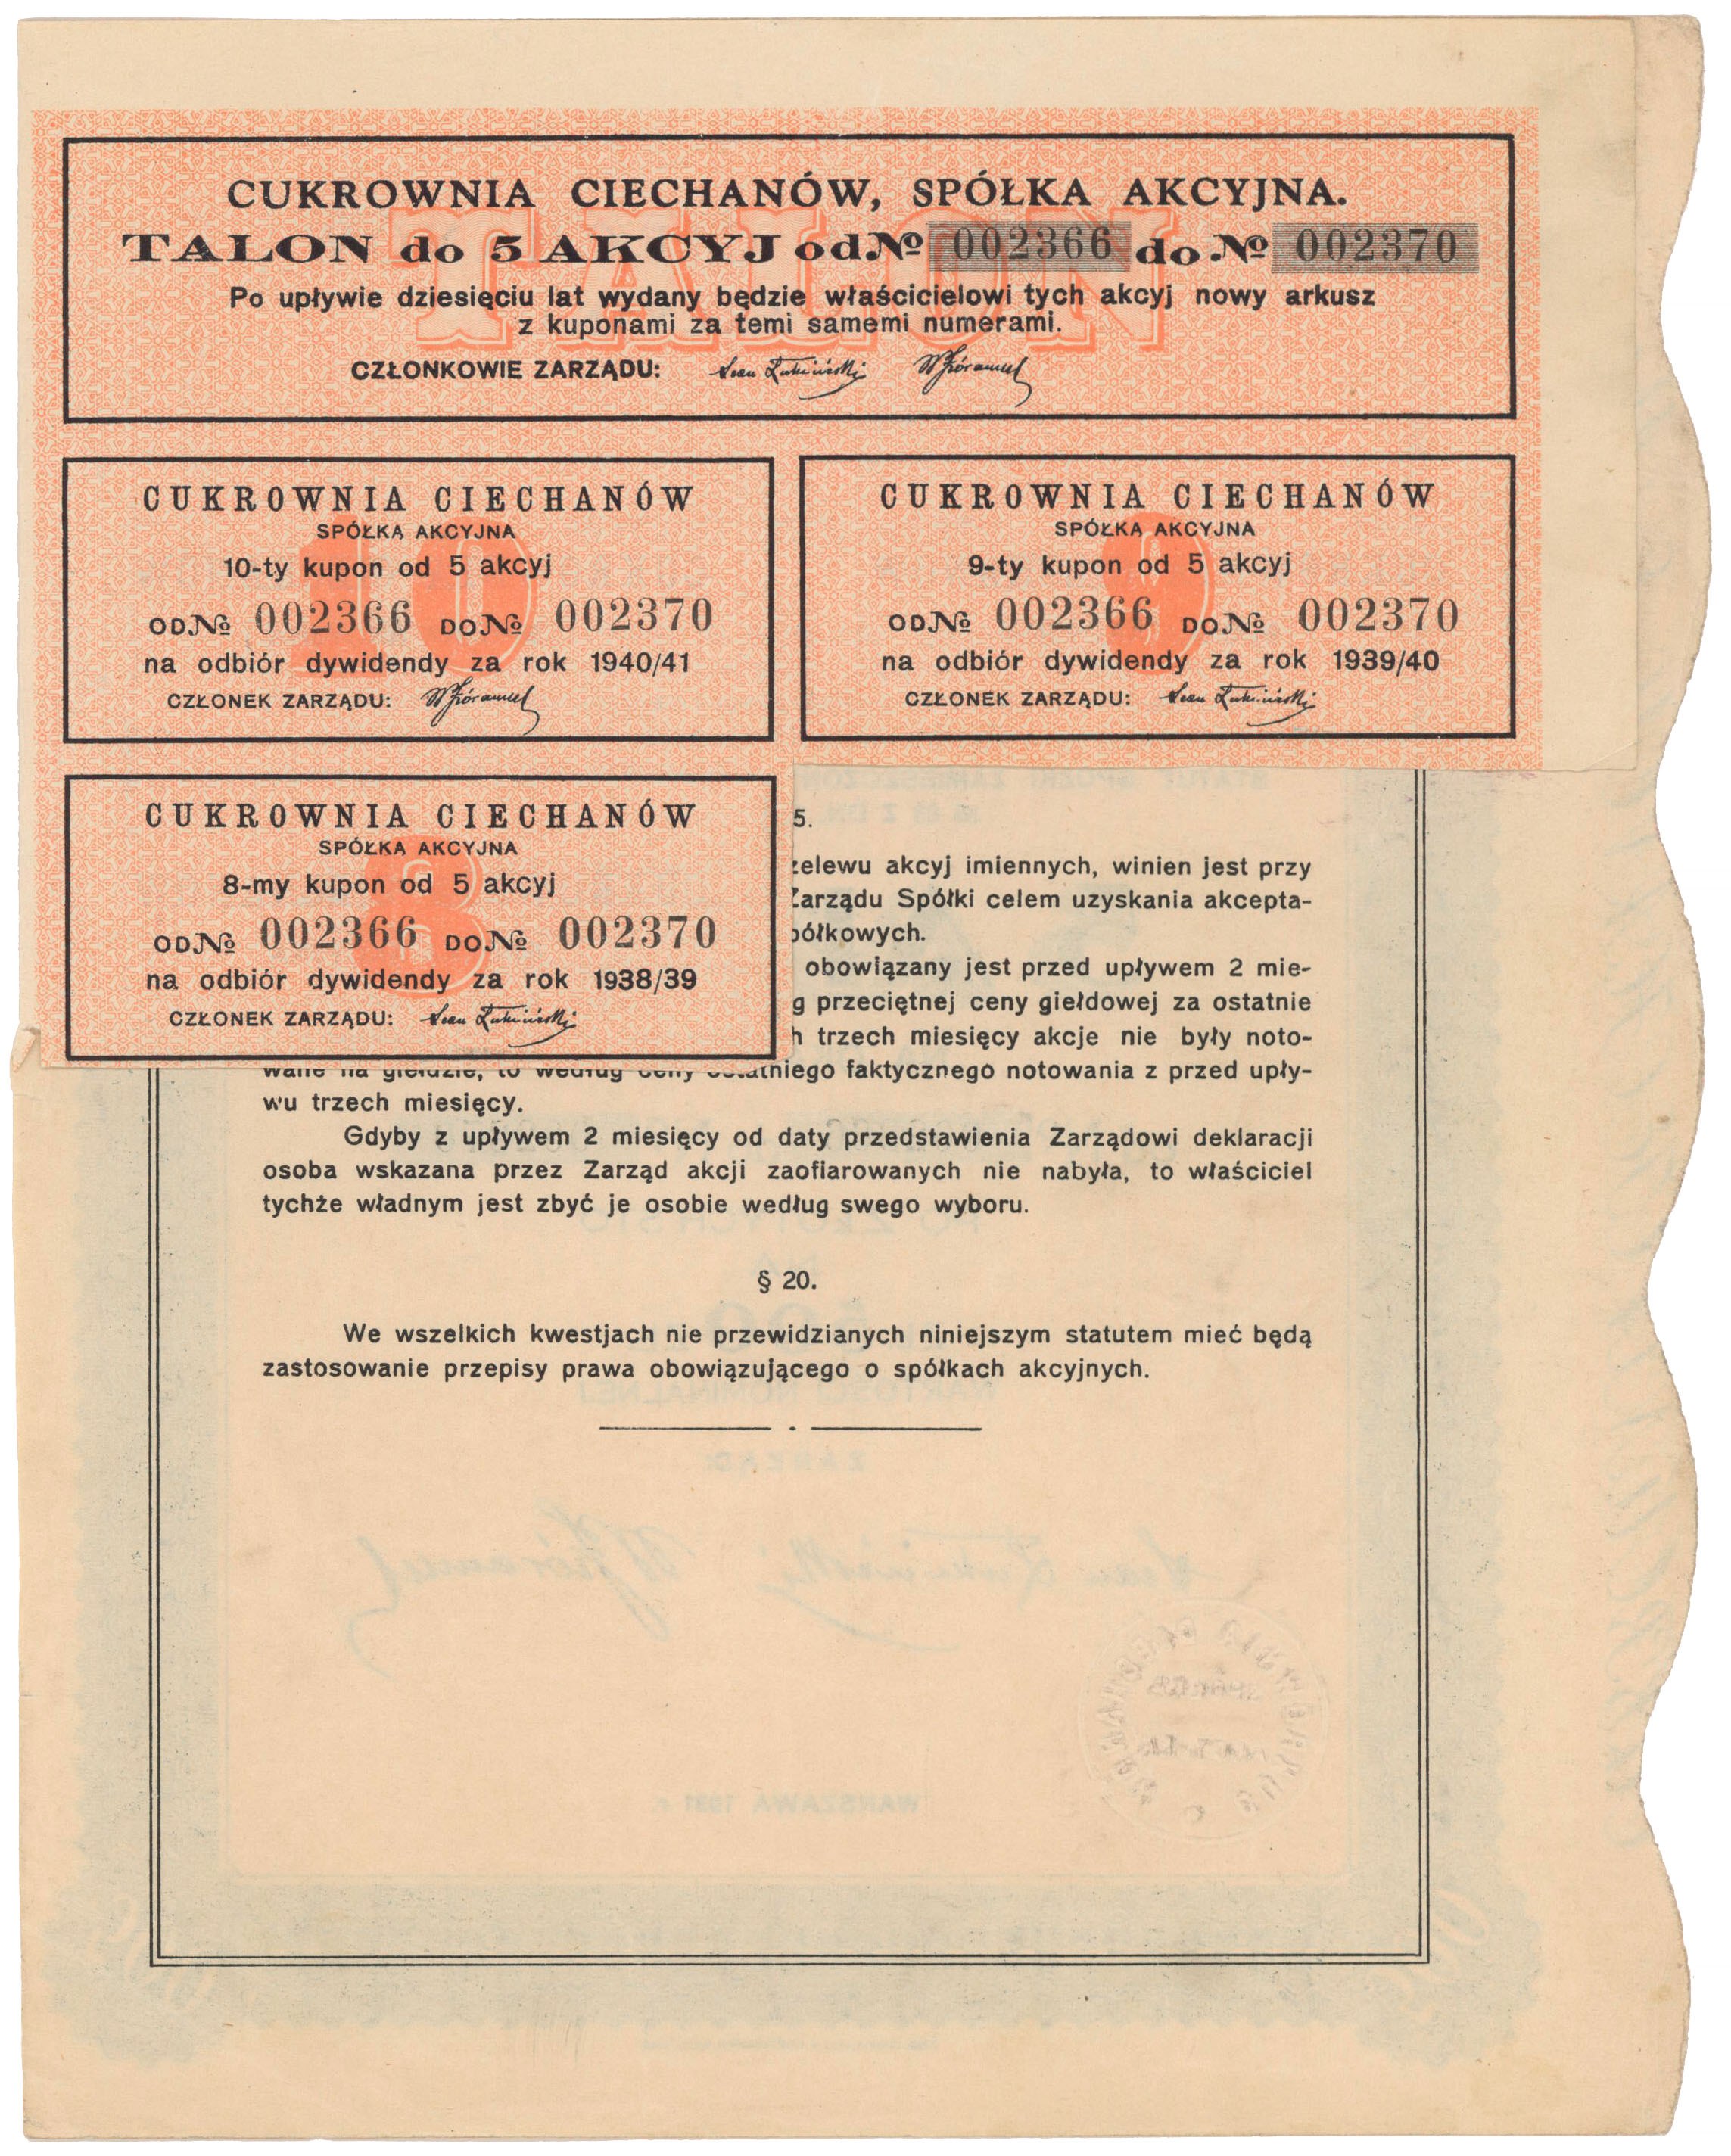 CUKROWNIA CIECHANÓW, SPÓŁKA AKCYJNA.
TALON do 5 AKCYJ od № 002366 do № 002370
Po upływie dziesięciu lat wydany będzie właścicielowi tych akcyj nowy arkusz
z kuponami za temi samemi numerami.
CZŁONKOWIE ZARZĄDU:
CUKROWNIA CIECHANÓW
SPÓŁKA AKCYJNA
10-ty kupon od 5 akcyj
OD № 002366 DO № 002370
na odbiór dywidendy za rok 1940/41
CZŁONEK ZARZĄDU:
CUKROWNIA CIECHANÓW
SPÓŁKA AKCYJNA
9-ty kupon od 5 akcyj
OD № 002366 DO № 002370
na odbiór dywidendy za rok 1939/40
CZŁONEK ZARZĄDU:
CUKROWNIA CIECHANÓW
SPÓŁKA AKCYJNA
8-my kupon od 5 akcyj
OD № 002366 DO № 002370
na odbiór dywidendy za rok 1938/39
CZŁONEK ZARZĄDU:
5.
zelewu akcyj imiennych, winien jest przy
Zarządu Spółki celem uzyskania akcepta-
półkowych.
obowiązany jest przed upływem 2 mie-
g przeciętnej ceny giełdowej za ostatnie
h trzech miesięcy akcje nie były noto-
wane na giełdzie, to według ceny ostatniego faktycznego notowania z przed upły-
wu trzech miesięcy.
Gdyby z upływem 2 miesięcy od daty przedstawienia Zarządowi deklaracji
osoba wskazana przez Zarząd akcji zaofiarowanych nie nabyła, to właściciel
tychże władnym jest zbyć je osobie według swego wyboru.
§ 20.
We wszelkich kwestjach nie przewidzianych niniejszym statutem mieć będą
zastosowanie przepisy prawa obowiązującego o spółkach akcyjnych.